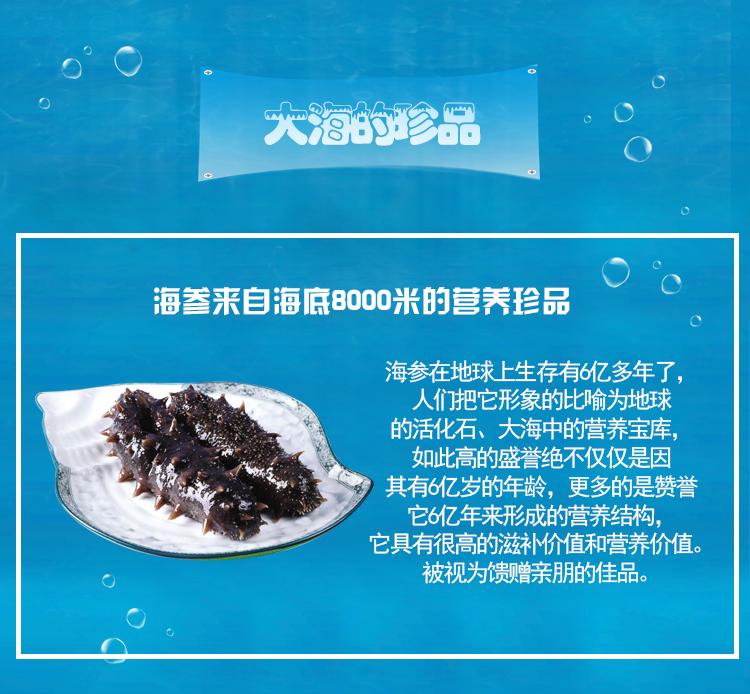 大海的珍品
海参来自海底8000米的营养珍品
海参在地球上生存有6亿多年了，
人们把它形象的比喻为地球
的活化石、大海中的营养宝库，
如此高的盛誉绝不仅仅是因
其有6亿岁的年龄，更多的是赞誉
它6亿年来形成的营养结构，
它具有很高的滋补价值和营养价值。
被视为馈赠亲朋的佳品。